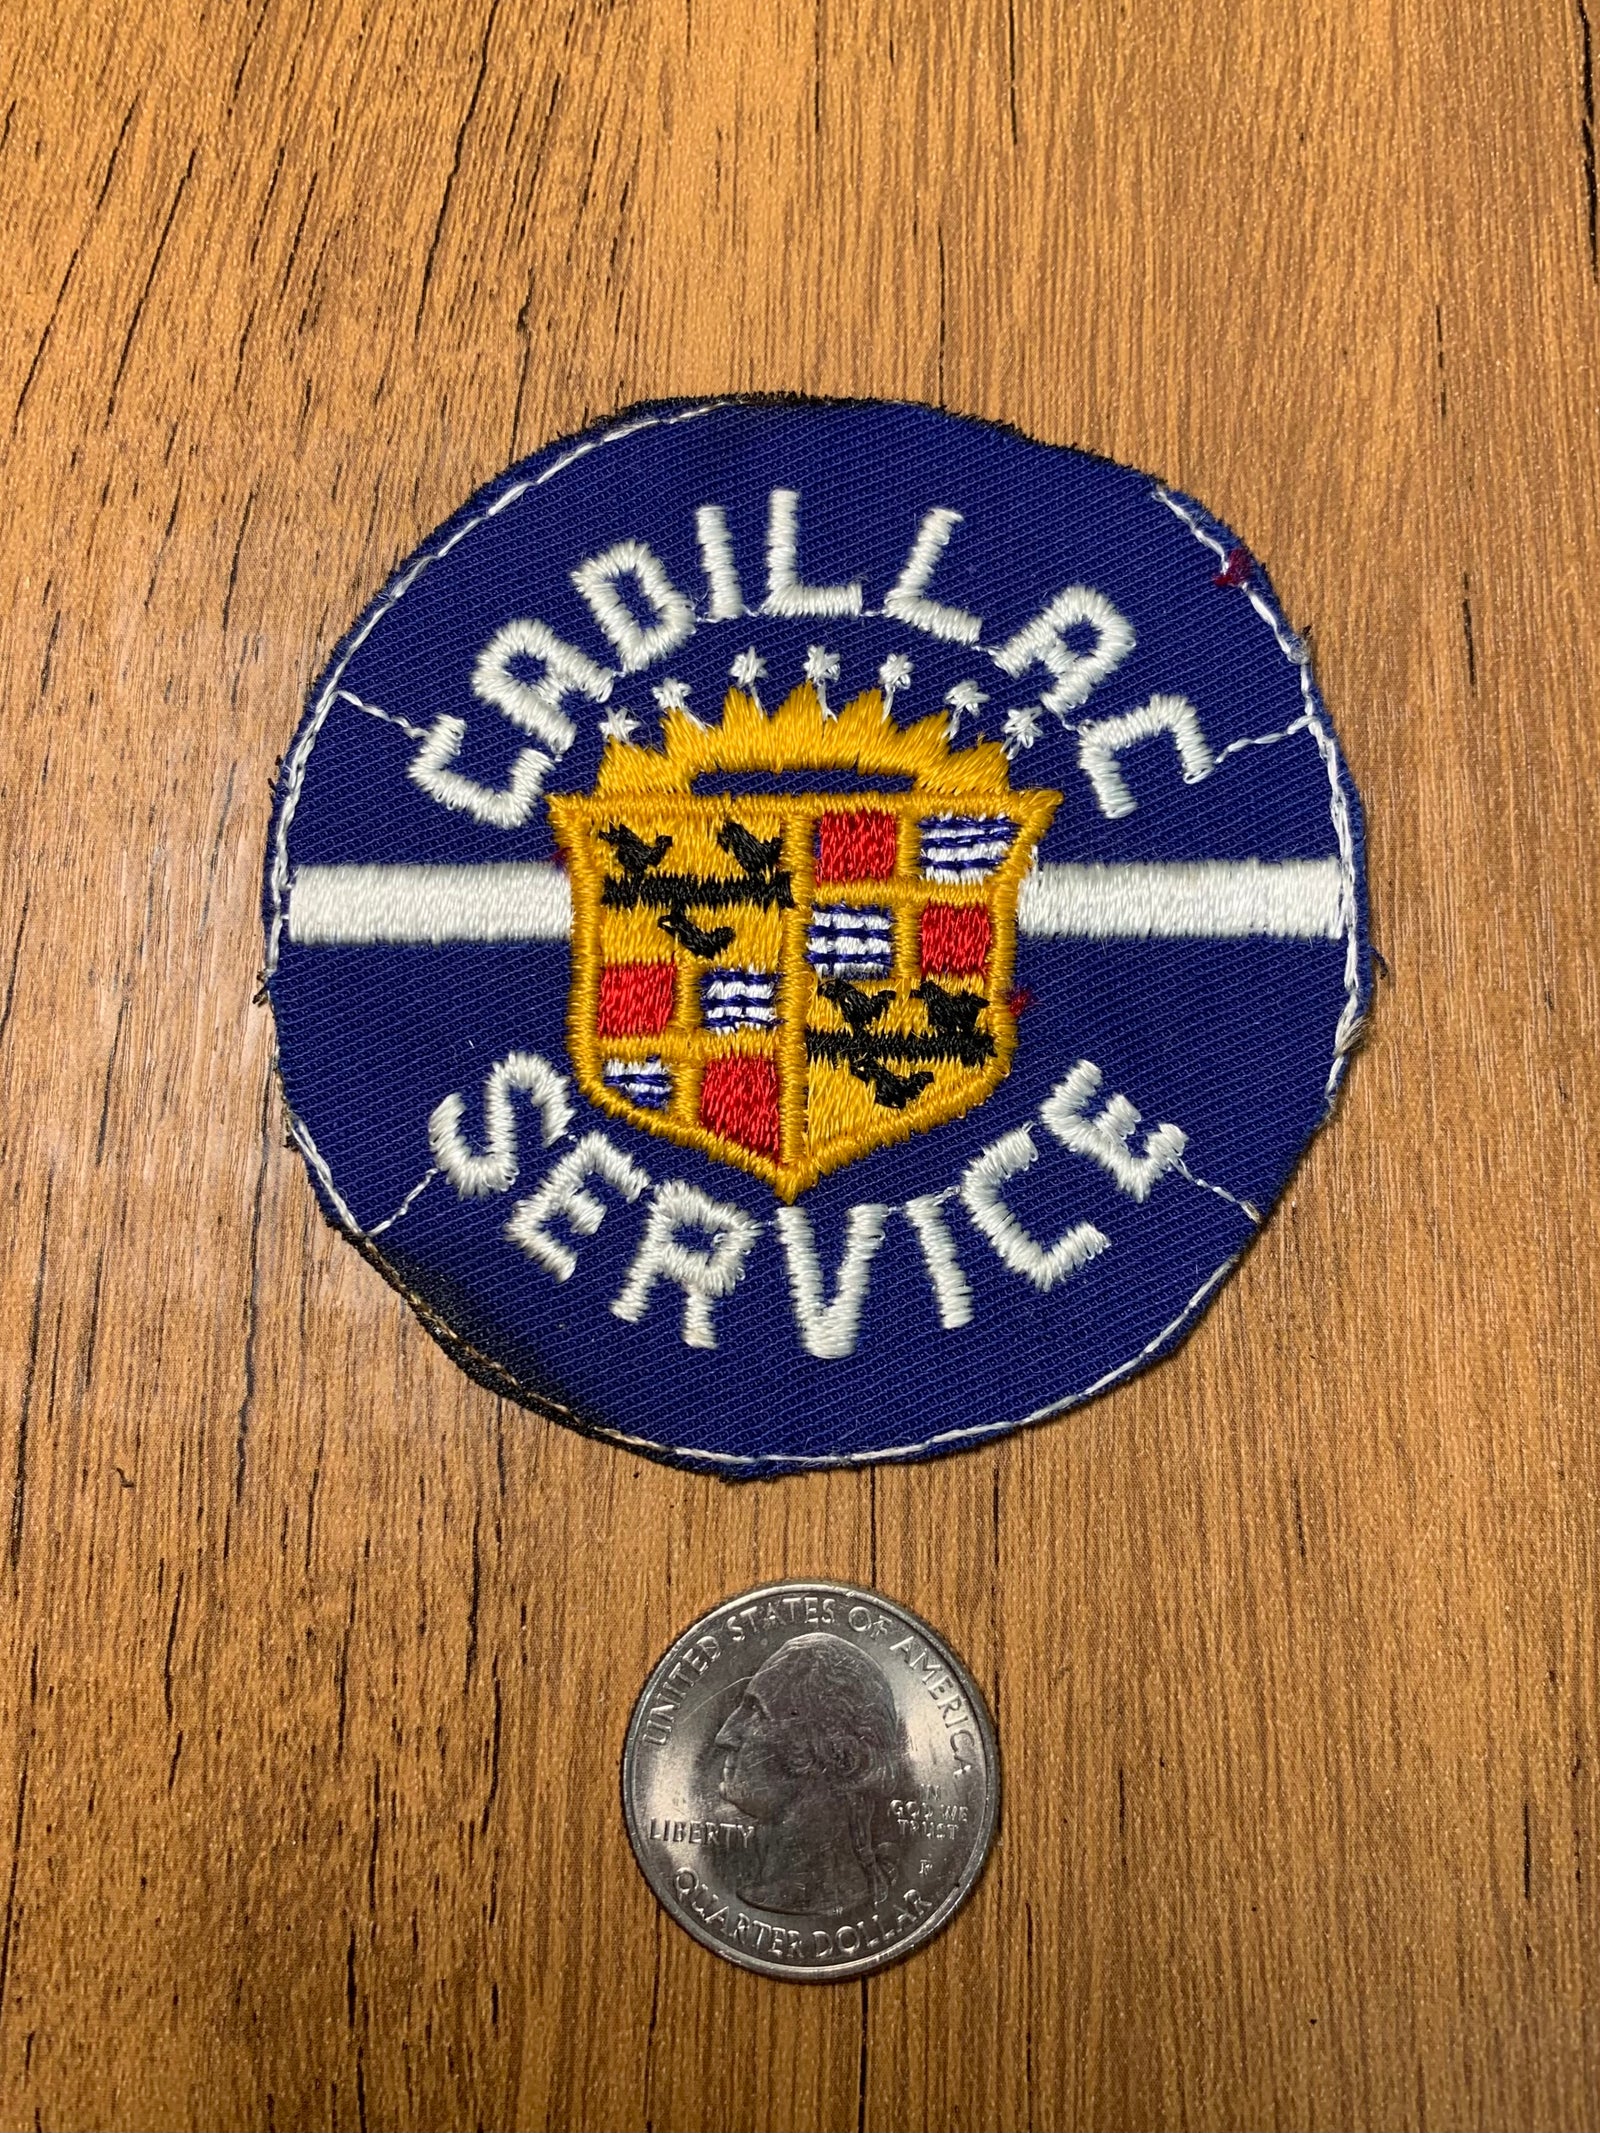 CADILLAC
SERVICE
UNITED STATES OF AMERICA
LIBERTY
IN
GOD WE
TRUST
P
QUARTER DOLLAR